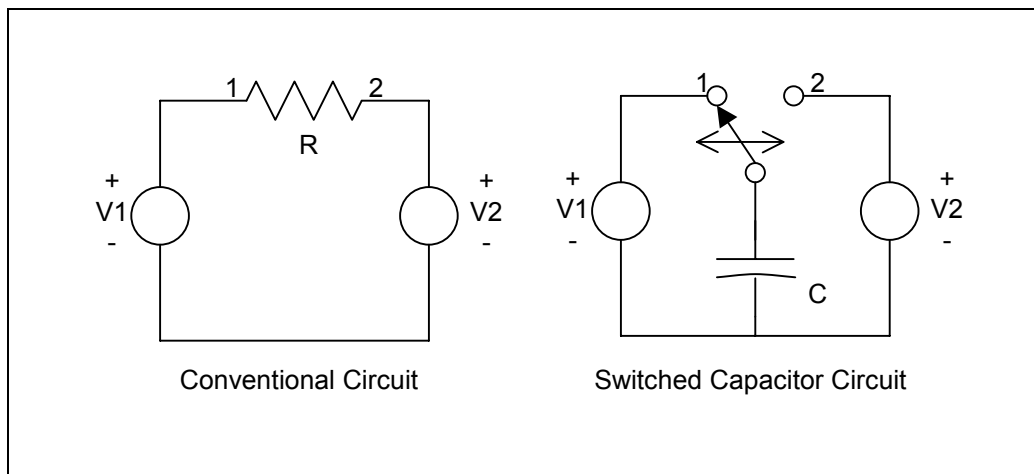 1 2
R
+
V1
-
+
V2
-
Conventional Circuit
1 2
+
V1
-
C
+
V2
-
Switched Capacitor Circuit